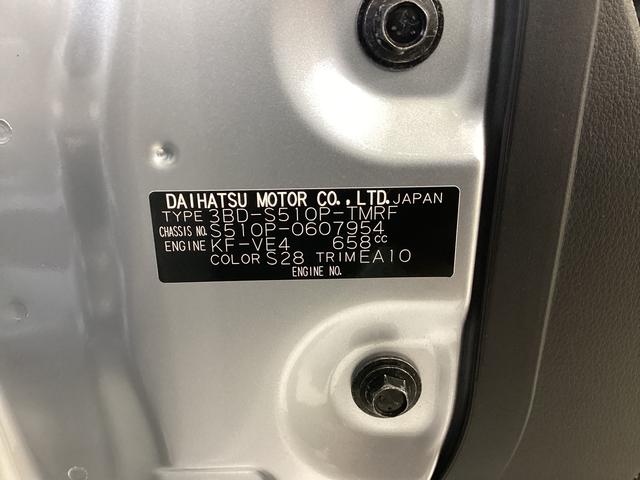 DAIHATSU MOTOR CO.,LTD. JAPAN
TYPE 3BD-S510P-TMRF
CHASSIS NO. S510P-0607954
ENGINE KF-VE4 658cc
COLOR S28 TRIM EA10
ENGINE NO.